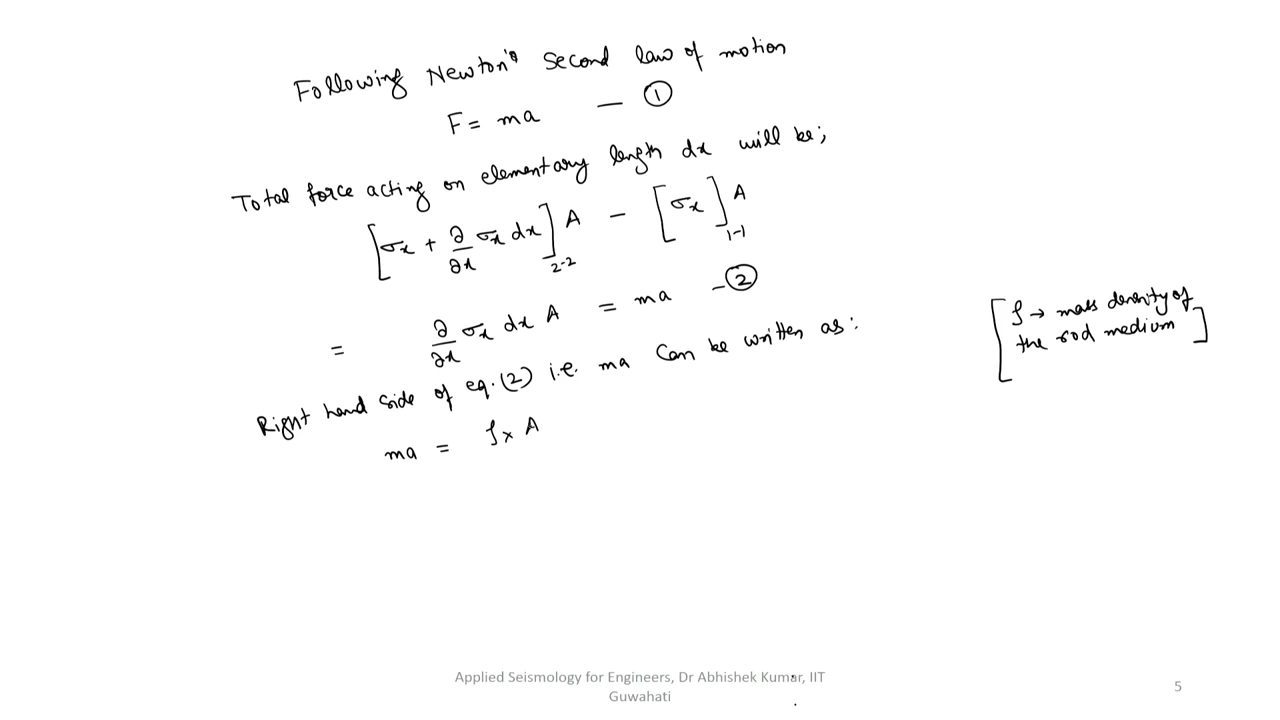 Following Newton's Second law of motion
F = ma — ①
Total force acting on elementary length dx will be;
[σx + ∂/∂x σx dx]2-2 A − [σx]1-1 A
= ∂/∂x σx dx A = ma -②
[ρ → mass density of
the rod medium]
Right hand side of eq.(2) i.e. ma can be written as:
ma = ρ x A
Applied Seismology for Engineers, Dr Abhishek Kumar, IIT
Guwahati
5